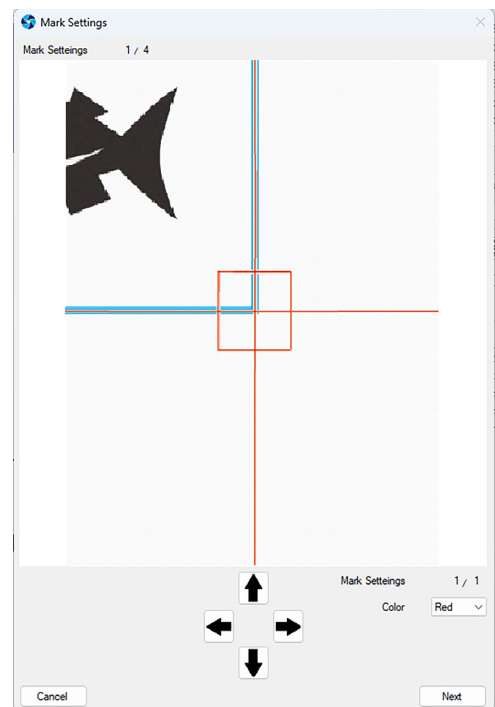 Mark Settings
Mark Setteings 1 / 4
Mark Setteings 1 / 1
Color Red
Cancel Next